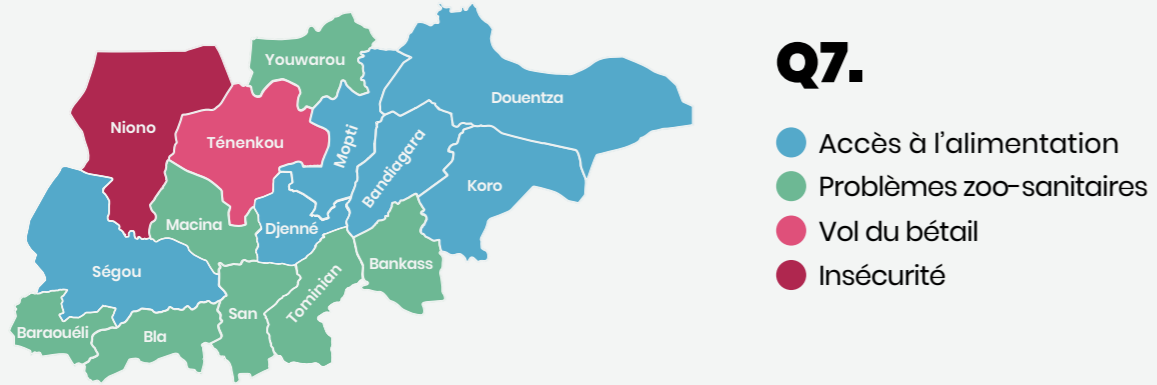 Youwarou
Niono
Ténenkou
Mopti
Douentza
Bandiagara
Koro
Macina
Djenné
Ségou
Bankass
Tominian
San
Baraouéli
Bla
Q7.
Accès à l'alimentation
Problèmes zoo-sanitaires
Vol du bétail
Insécurité